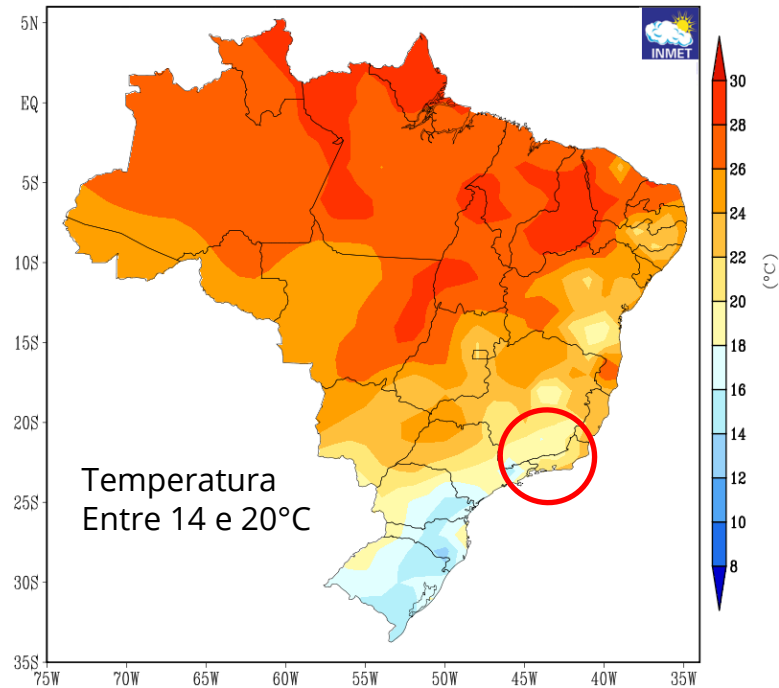 INMET
5N
EQ
5S
10S
15S
20S
25S
30S
35S
75W 70W 65W 60W 55W 50W 45W 40W 35W
30
28
26
24
22
20
18
16
14
12
10
8
(°C)
Temperatura
Entre 14 e 20°C